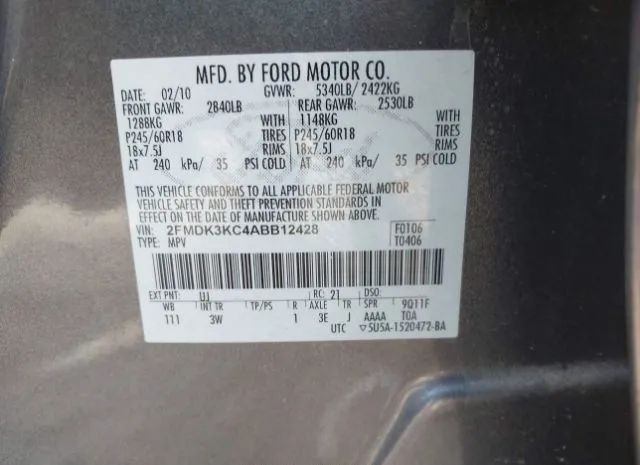 MFD. BY FORD MOTOR CO.
DATE: 02/10 GVWR: 5340LB/ 2422KG
FRONT GAWR: 2840LB REAR GAWR: 2530LB
1288KG WITH 1148KG WITH
P245/60R18 TIRES P245/60R18 TIRES
18x7.5J RIMS 18x7.5J RIMS
AT 240 kPa/ 35 PSI COLD AT 240 kPa/ 35 PSI COLD
THIS VEHICLE CONFORMS TO ALL APPLICABLE FEDERAL MOTOR
VEHICLE SAFETY AND THEFT PREVENTION STANDARDS IN
EFFECT ON THE DATE OF MANUFACTURE SHOWN ABOVE.
VIN: 2FMDK3KC4ABB12428 F0106
TYPE: MPV T0406
EXT PNT: UJ RC: 21 DSO:
WB INT TR TP/PS R AXLE TR SPR 9011F
111 3W 1 3E J AAAA TOA
UTC ▽5U5A-1520472-BA